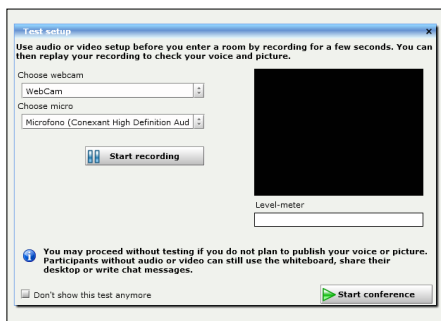 Test setup
Use audio or video setup before you enter a room by recording for a few seconds. You can
then replay your recording to check your voice and picture.
Choose webcam
WebCam
Choose micro
Microfono (Conexant High Definition Aud
Start recording
Level-meter
You may proceed without testing if you do not plan to publish your voice or picture.
Participants without audio or video can still use the whiteboard, share their
desktop or write chat messages.
Don't show this test anymore
Start conference